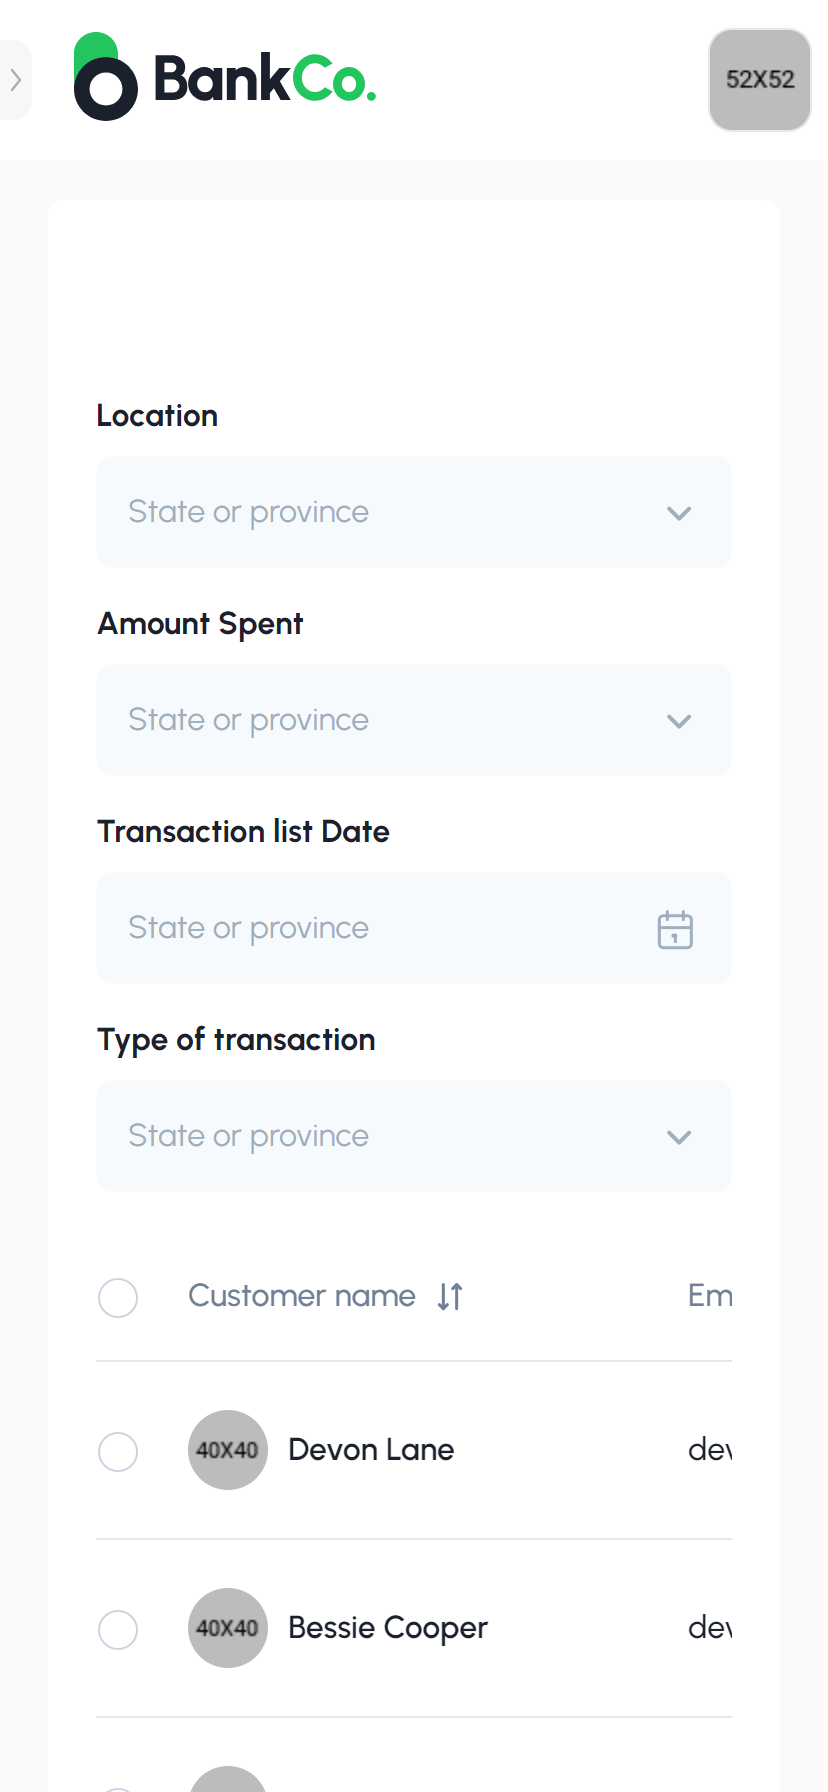 BankCo.
52X52
Location
State or province
Amount Spent
State or province
Transaction list Date
State or province
Type of transaction
State or province
Customer name Em
40X40 Devon Lane dev
40X40 Bessie Cooper dev